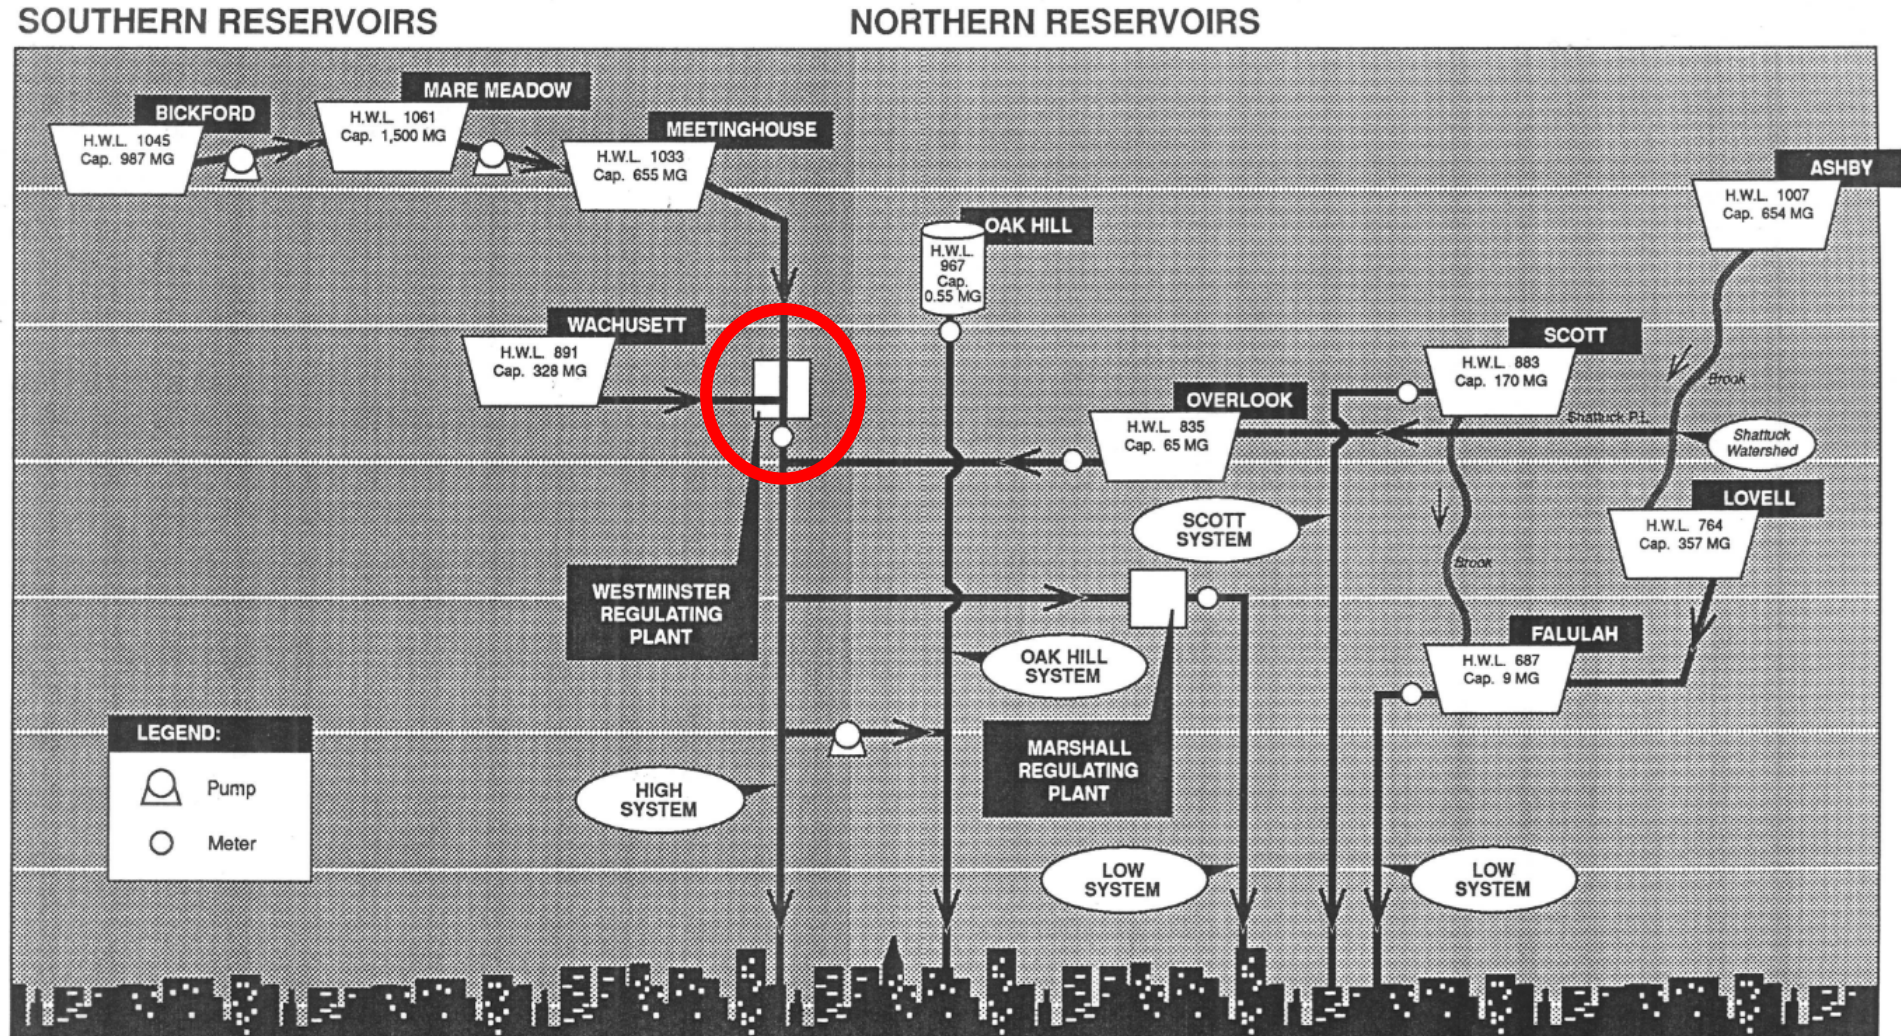 SOUTHERN RESERVOIRS
NORTHERN RESERVOIRS
BICKFORD
H.W.L. 1045
Cap. 987 MG
MARE MEADOW
H.W.L. 1061
Cap. 1,500 MG
MEETINGHOUSE
H.W.L. 1033
Cap. 655 MG
ASHBY
H.W.L. 1007
Cap. 654 MG
OAK HILL
H.W.L.
967
Cap.
0.55 MG
WACHUSETT
H.W.L. 891
Cap. 328 MG
SCOTT
H.W.L. 883
Cap. 170 MG
Brook
OVERLOOK
H.W.L. 835
Cap. 65 MG
Shattuck P.L.
Shattuck
Watershed
LOVELL
H.W.L. 764
Cap. 357 MG
SCOTT
SYSTEM
Brook
WESTMINSTER
REGULATING
PLANT
FALULAH
H.W.L. 687
Cap. 9 MG
OAK HILL
SYSTEM
MARSHALL
REGULATING
PLANT
LEGEND:
Pump
Meter
HIGH
SYSTEM
LOW
SYSTEM
LOW
SYSTEM